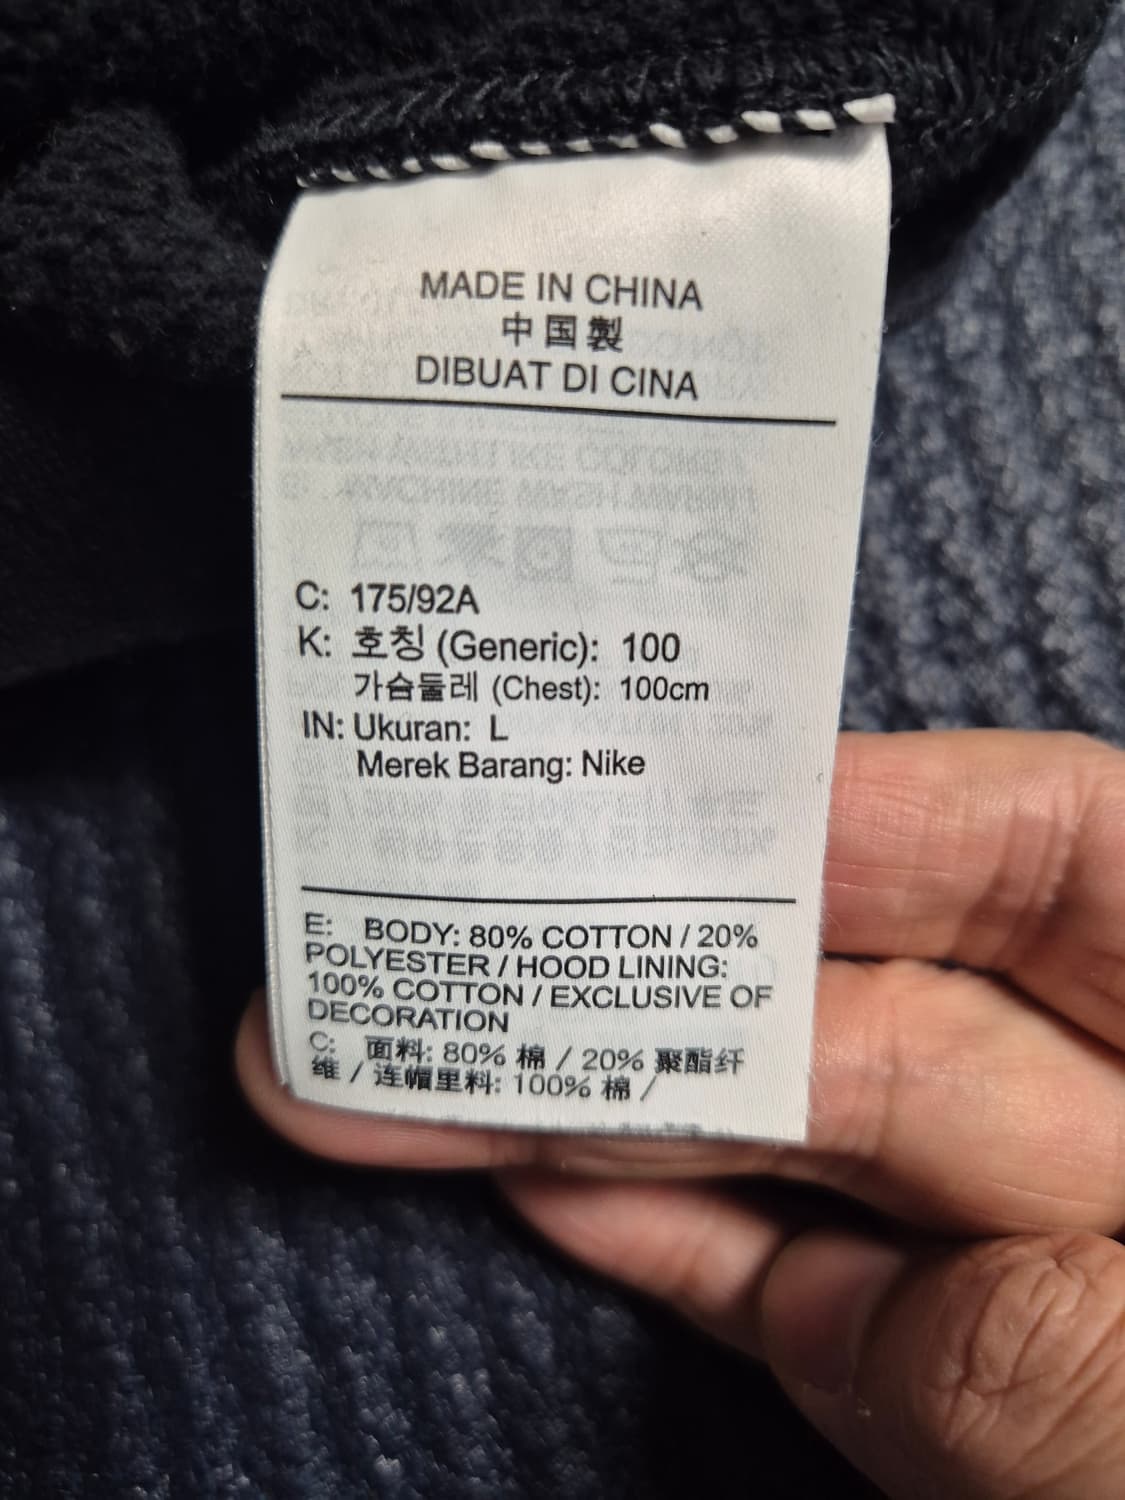 MADE IN CHINA
中国製
DIBUAT DI CINA
C: 175/92A
K: 호칭 (Generic): 100
가슴둘레 (Chest): 100cm
IN: Ukuran: L
Merek Barang: Nike
E: BODY: 80% COTTON / 20%
POLYESTER / HOOD LINING:
100% COTTON / EXCLUSIVE OF
DECORATION
C: 面料: 80% 棉 / 20% 聚酯纤
维 / 连帽里料: 100% 棉 /